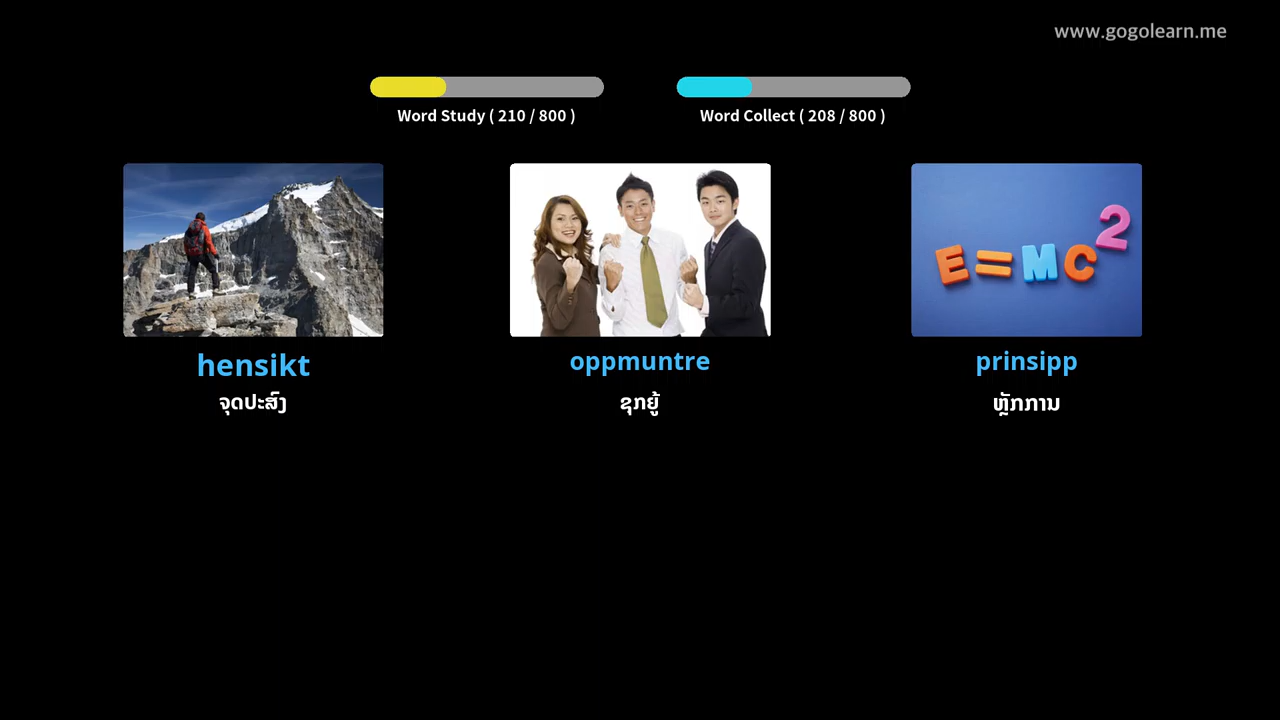 www.gogolearn.me
Word Study ( 210 / 800 )
Word Collect ( 208 / 800 )
E=MC2
hensikt
oppmuntre
prinsipp
ຈຸດປະສົງ
ຊຸກຍູ້
ຫຼັກການ